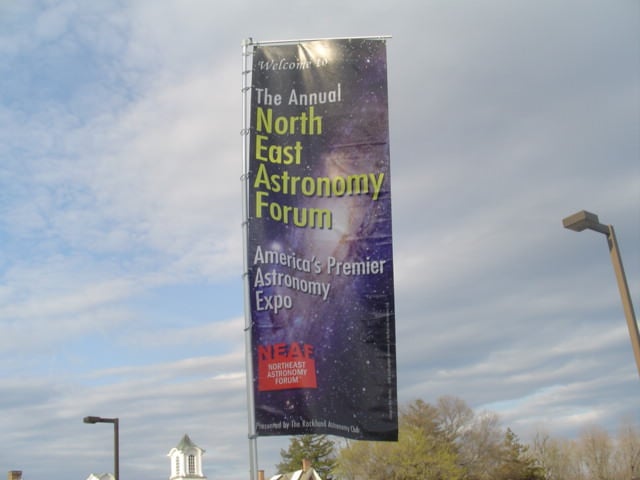 Welcome to
The Annual
North
East
Astronomy
Forum
America's Premier
Astronomy
Expo
NEAF
NORTHEAST
ASTRONOMY
FORUM
Presented by The Rockland Astronomy Club